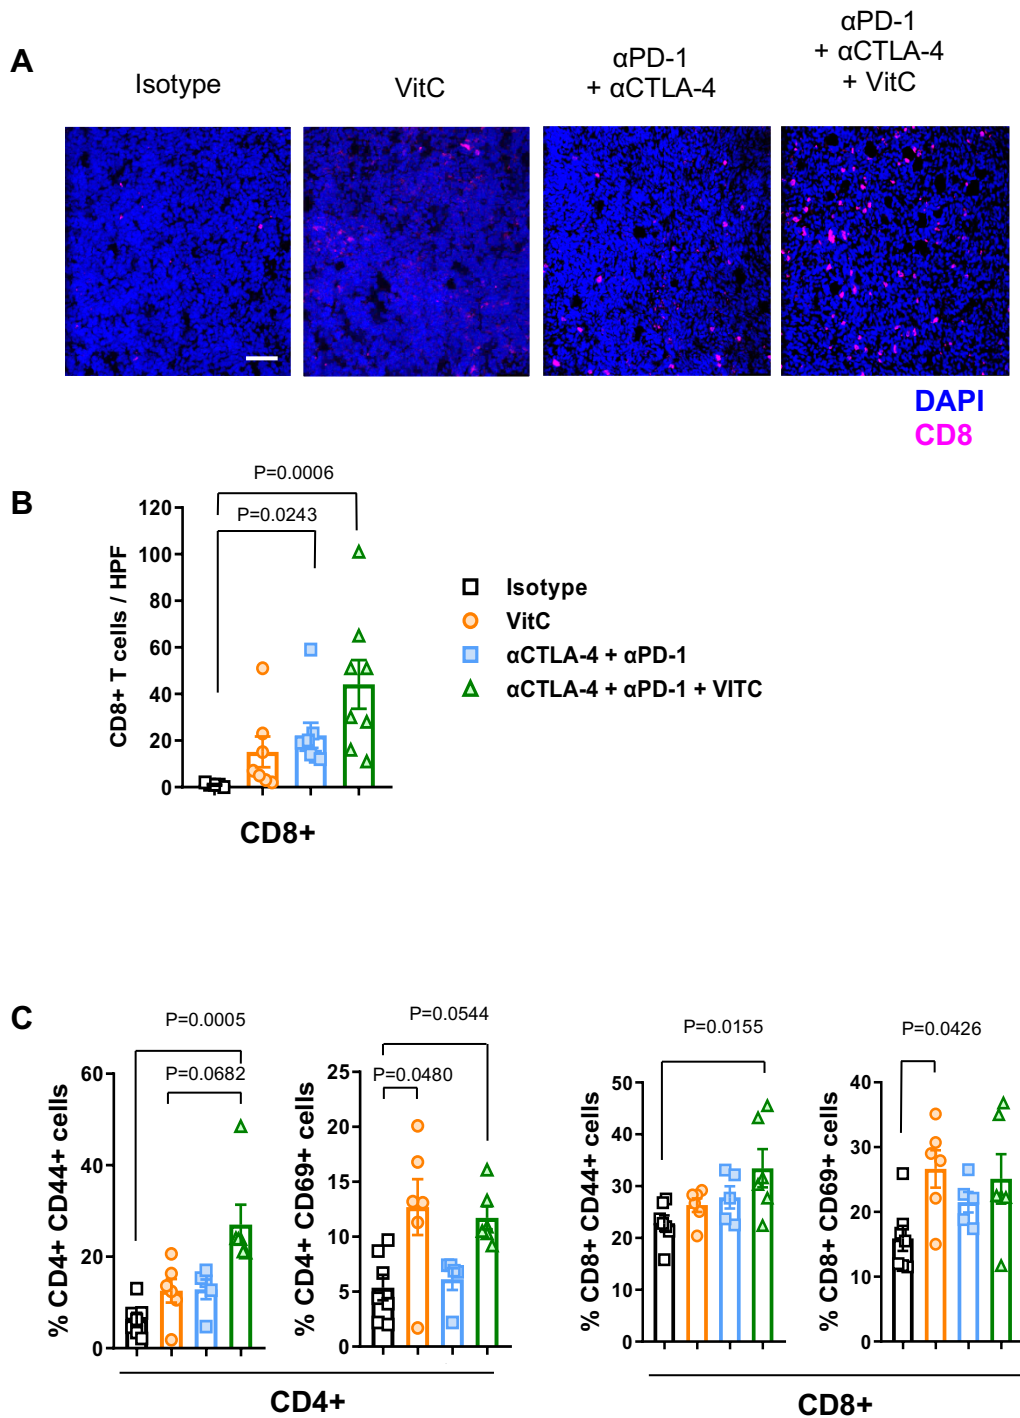 A
Isotype
VitC
αPD-1
+ αCTLA-4
αPD-1
+ αCTLA-4
+ VitC
DAPI
CD8
B
P=0.0006
P=0.0243
CD8+ T cells / HPF
120
100
80
60
40
20
0
CD8+
Isotype
VitC
αCTLA-4 + αPD-1
αCTLA-4 + αPD-1 + VITC
C
P=0.0005
P=0.0682
% CD4+ CD44+ cells
60
40
20
0
P=0.0544
P=0.0480
% CD4+ CD69+ cells
25
20
15
10
5
0
CD4+
P=0.0155
% CD8+ CD44+ cells
50
40
30
20
10
0
P=0.0426
% CD8+ CD69+ cells
40
30
20
10
0
CD8+